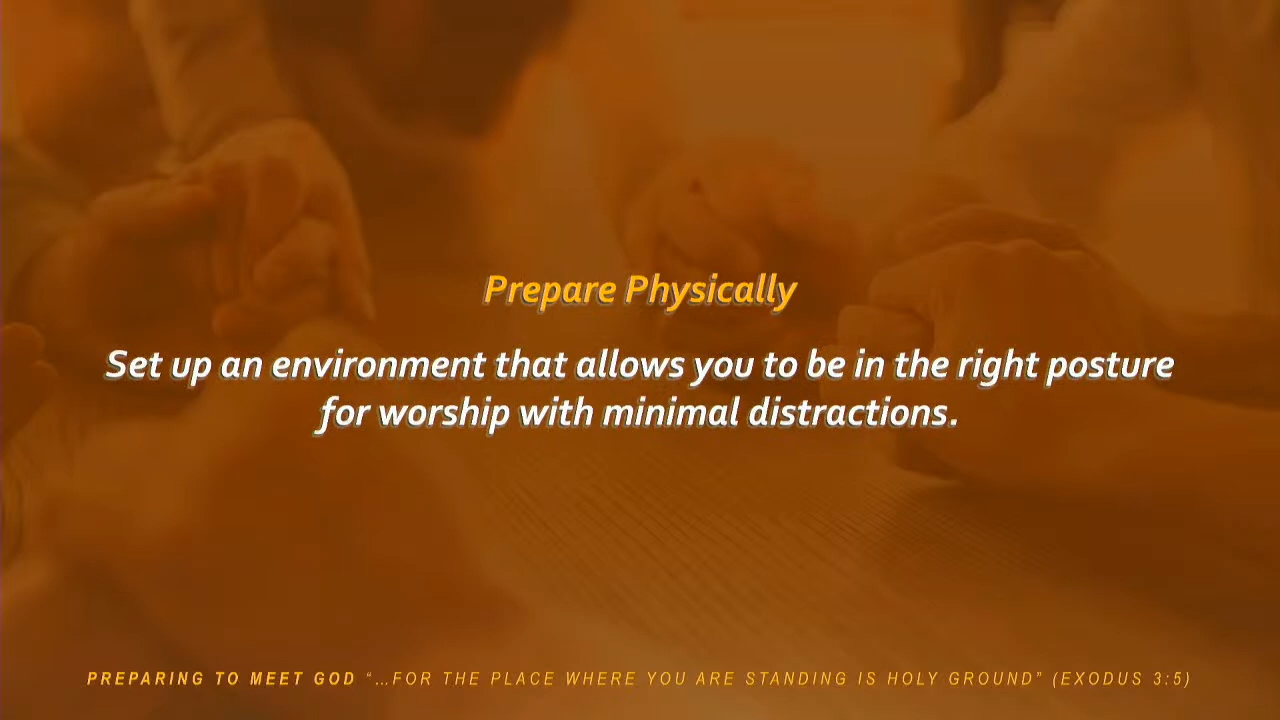 Prepare Physically
Set up an environment that allows you to be in the right posture
for worship with minimal distractions.
PREPARING TO MEET GOD “...FOR THE PLACE WHERE YOU ARE STANDING IS HOLY GROUND” (EXODUS 3:5)